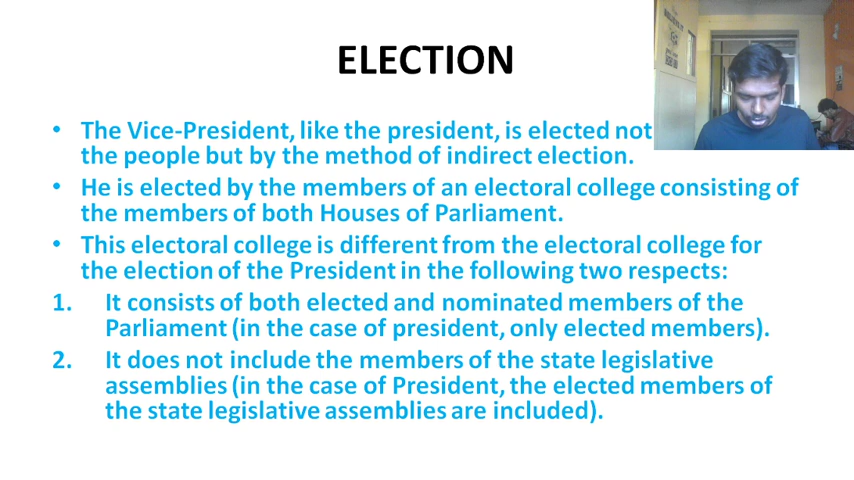 ELECTION
• The Vice-President, like the president, is elected not
the people but by the method of indirect election.
• He is elected by the members of an electoral college consisting of
the members of both Houses of Parliament.
• This electoral college is different from the electoral college for
the election of the President in the following two respects:
1. It consists of both elected and nominated members of the
Parliament (in the case of president, only elected members).
2. It does not include the members of the state legislative
assemblies (in the case of President, the elected members of
the state legislative assemblies are included).